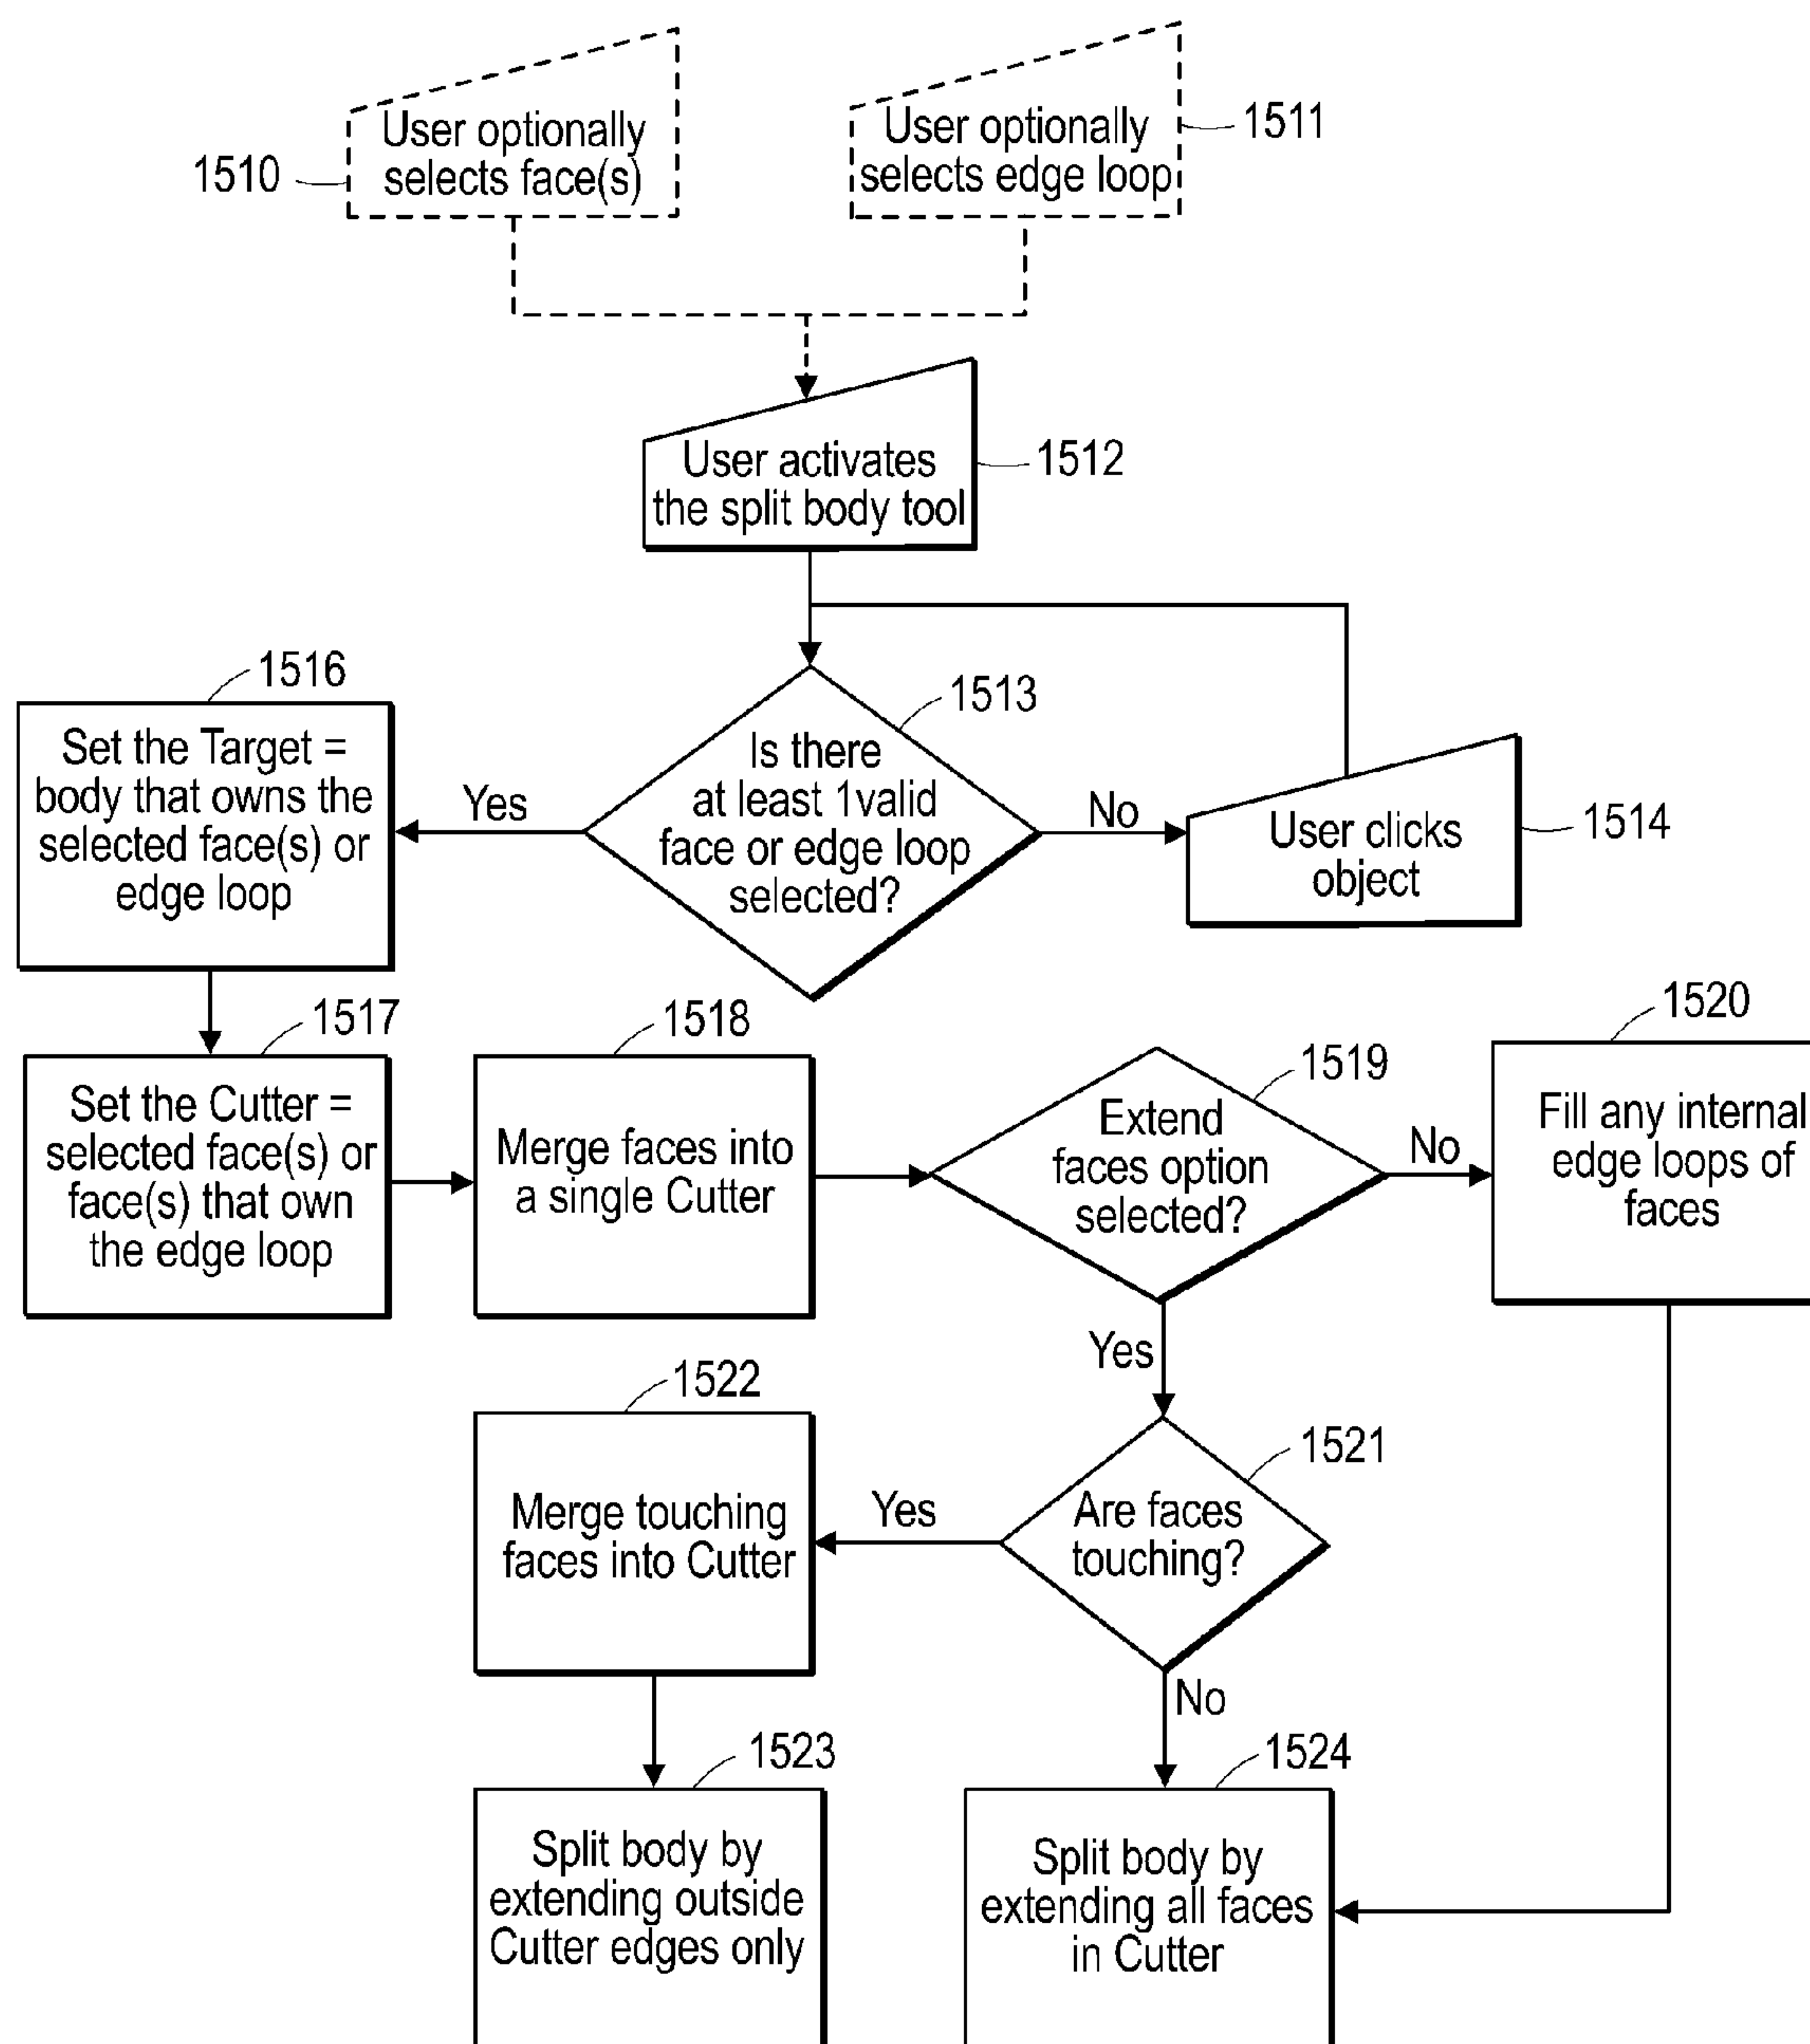 User optionally
selects face(s)
1510
User optionally
selects edge loop
1511
User activates
the split body tool
1512
1516
Set the Target =
body that owns the
selected face(s) or
edge loop
Yes
1513
Is there
at least 1valid
face or edge loop
selected?
No
User clicks
object
1514
1517
Set the Cutter =
selected face(s) or
face(s) that own
the edge loop
1518
Merge faces into
a single Cutter
1519
Extend
faces option
selected?
No
1520
Fill any internal
edge loops of
faces
Yes
1522
Merge touching
faces into Cutter
Yes
1521
Are faces
touching?
No
1523
Split body by
extending outside
Cutter edges only
1524
Split body by
extending all faces
in Cutter